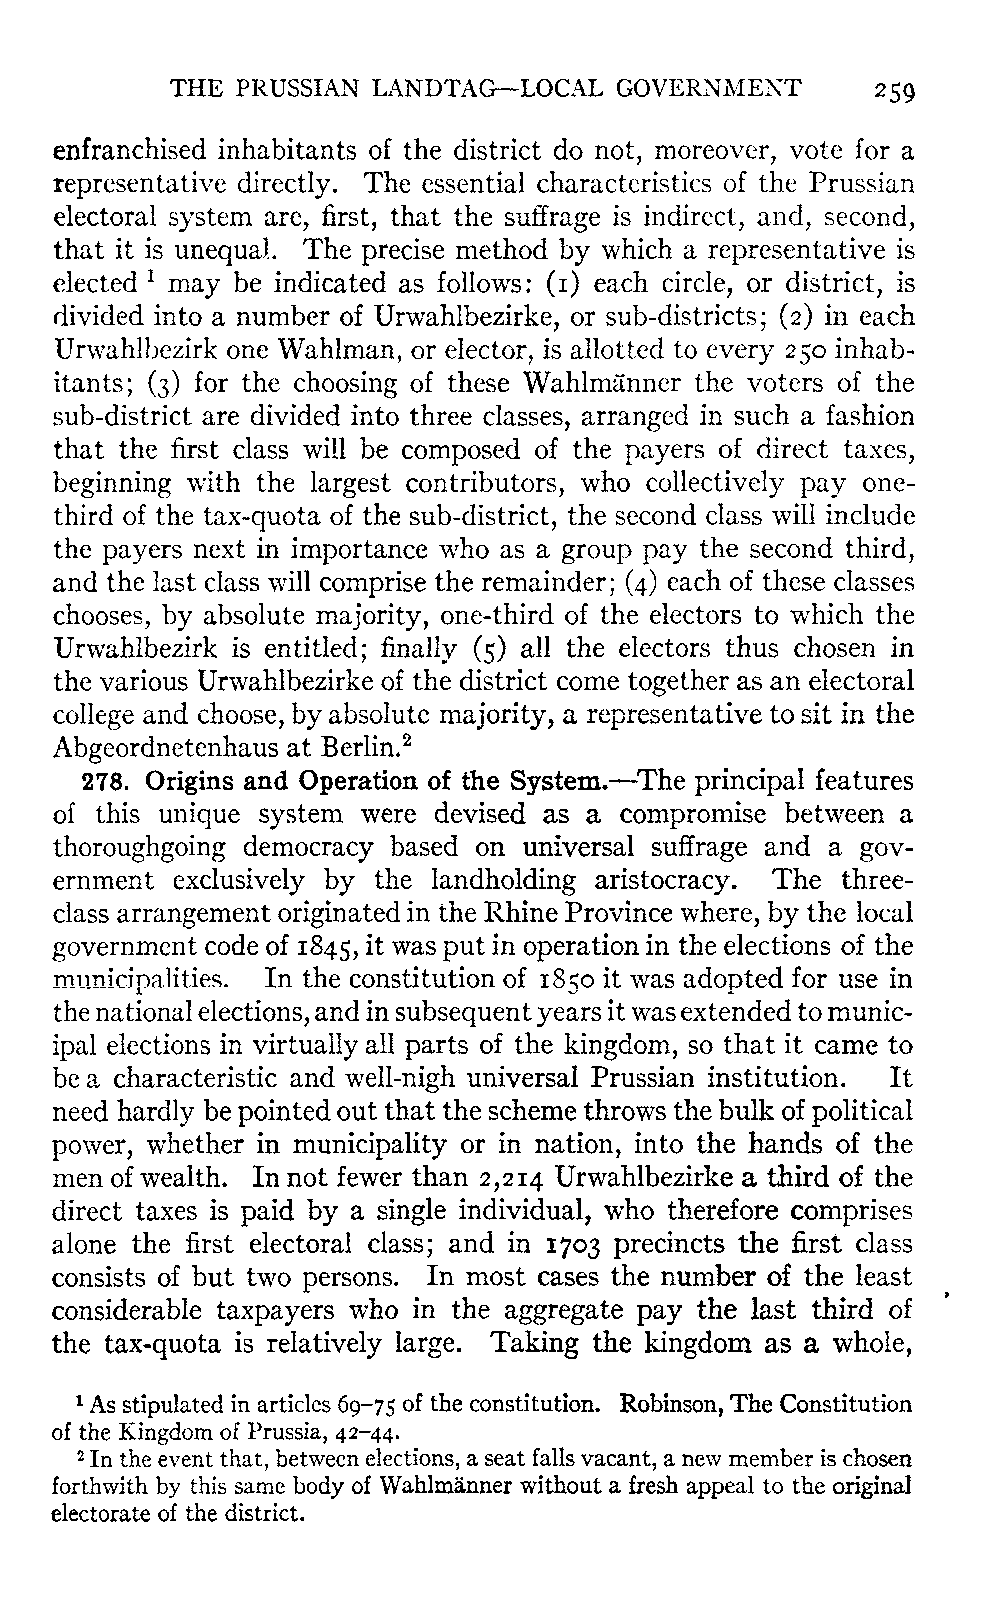 THE PRUSSIAN LANDTAG—LOCAL GOVERNMENT 259
enfranchised inhabitants of the district do not, moreover, vote for a
representative directly. The essential characteristics of the Prussian
electoral system are, first, that the suffrage is indirect, and, second,
that it is unequal. The precise method by which a representative is
elected ¹ may be indicated as follows: (1) each circle, or district, is
divided into a number of Urwahlbezirke, or sub-districts; (2) in each
Urwahlbezirk one Wahlman, or elector, is allotted to every 250 inhab-
itants; (3) for the choosing of these Wahlmänner the voters of the
sub-district are divided into three classes, arranged in such a fashion
that the first class will be composed of the payers of direct taxes,
beginning with the largest contributors, who collectively pay one-
third of the tax-quota of the sub-district, the second class will include
the payers next in importance who as a group pay the second third,
and the last class will comprise the remainder; (4) each of these classes
chooses, by absolute majority, one-third of the electors to which the
Urwahlbezirk is entitled; finally (5) all the electors thus chosen in
the various Urwahlbezirke of the district come together as an electoral
college and choose, by absolute majority, a representative to sit in the
Abgeordnetenhaus at Berlin.²
278. Origins and Operation of the System.—The principal features
of this unique system were devised as a compromise between a
thoroughgoing democracy based on universal suffrage and a gov-
ernment exclusively by the landholding aristocracy. The three-
class arrangement originated in the Rhine Province where, by the local
government code of 1845, it was put in operation in the elections of the
municipalities. In the constitution of 1850 it was adopted for use in
the national elections, and in subsequent years it was extended to munic-
ipal elections in virtually all parts of the kingdom, so that it came to
be a characteristic and well-nigh universal Prussian institution. It
need hardly be pointed out that the scheme throws the bulk of political
power, whether in municipality or in nation, into the hands of the
men of wealth. In not fewer than 2,214 Urwahlbezirke a third of the
direct taxes is paid by a single individual, who therefore comprises
alone the first electoral class; and in 1703 precincts the first class
consists of but two persons. In most cases the number of the least
considerable taxpayers who in the aggregate pay the last third of
the tax-quota is relatively large. Taking the kingdom as a whole,
¹ As stipulated in articles 69–75 of the constitution. Robinson, The Constitution
of the Kingdom of Prussia, 42–44.
² In the event that, between elections, a seat falls vacant, a new member is chosen
forthwith by this same body of Wahlmänner without a fresh appeal to the original
electorate of the district.